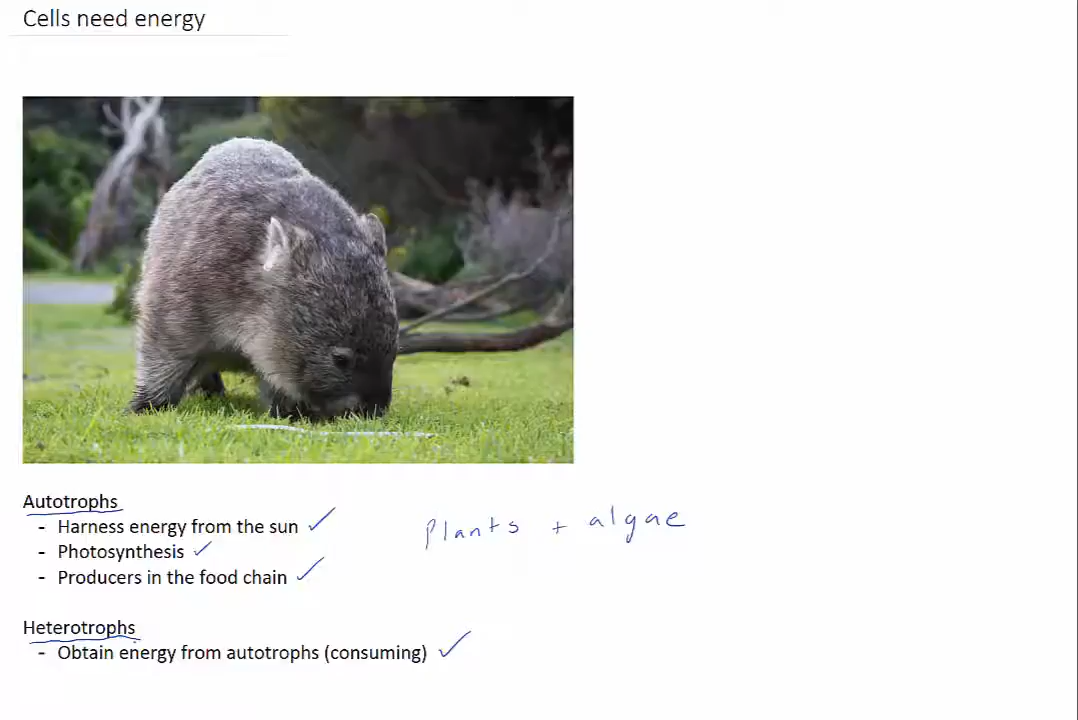 Cells need energy
Autotrophs
- Harness energy from the sun
- Photosynthesis
- Producers in the food chain
Plants + algae
Heterotrophs
- Obtain energy from autotrophs (consuming)